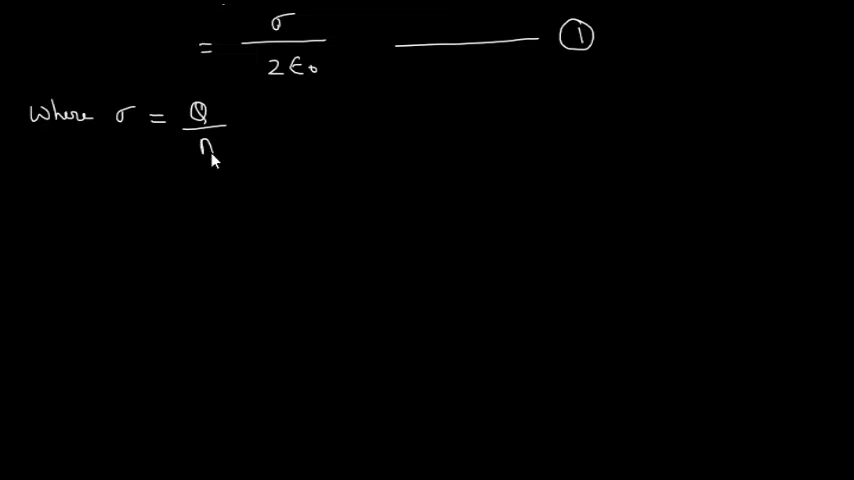 = σ / 2ϵ₀ ——— ①
Where σ = Q / n